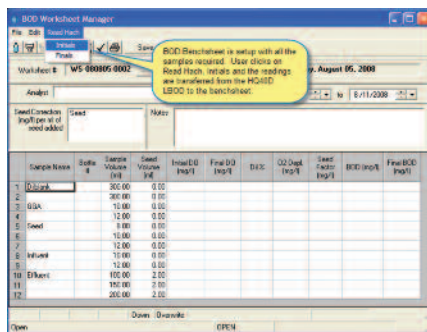 BOD Worksheet Manager
File Edit Read Hach
Initials
Finals
Save
BOD Benchsheet is setup with all the
samples required. User clicks on
Read Hach, Initials and the readings
are transferred from the HQ40D
LBOD to the benchsheet.
Worksheet # WS-080805-0002
y, August 05, 2008
Analyst
to 8/11/2008
Seed Correction
(mg/l per ml of
seed added)
Seed
Notes
Sample Name Bottle # Sample Volume (ml) Seed Volume (ml) Initial DO (mg/l) Final DO (mg/l) Dil X O2 Depl. (mg/l) Seed Factor (mg/l) BOD (mg/l) Final BOD (mg/l)
1 Dilblank 300.00 0.00
2 300.00 0.00
3 GGA 10.00 0.00
4 12.00 0.00
5 Seed 8.00 0.00
6 10.00 0.00
7 12.00 0.00
8 Influent 10.00 0.00
9 12.00 0.00
10 Effluent 100.00 2.00
11 150.00 2.00
12 200.00 2.00
Down Overwrite
Open OPEN